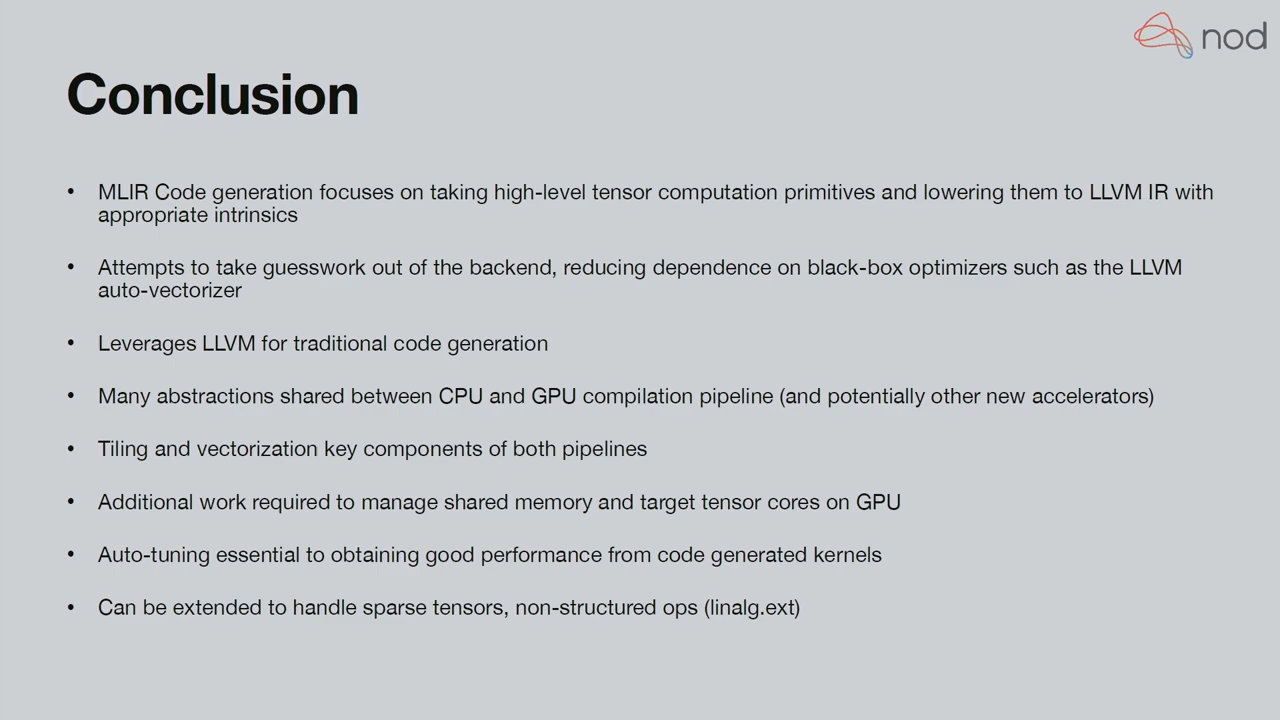 nod
Conclusion
• MLIR Code generation focuses on taking high-level tensor computation primitives and lowering them to LLVM IR with
appropriate intrinsics
• Attempts to take guesswork out of the backend, reducing dependence on black-box optimizers such as the LLVM
auto-vectorizer
• Leverages LLVM for traditional code generation
• Many abstractions shared between CPU and GPU compilation pipeline (and potentially other new accelerators)
• Tiling and vectorization key components of both pipelines
• Additional work required to manage shared memory and target tensor cores on GPU
• Auto-tuning essential to obtaining good performance from code generated kernels
• Can be extended to handle sparse tensors, non-structured ops (linalg.ext)